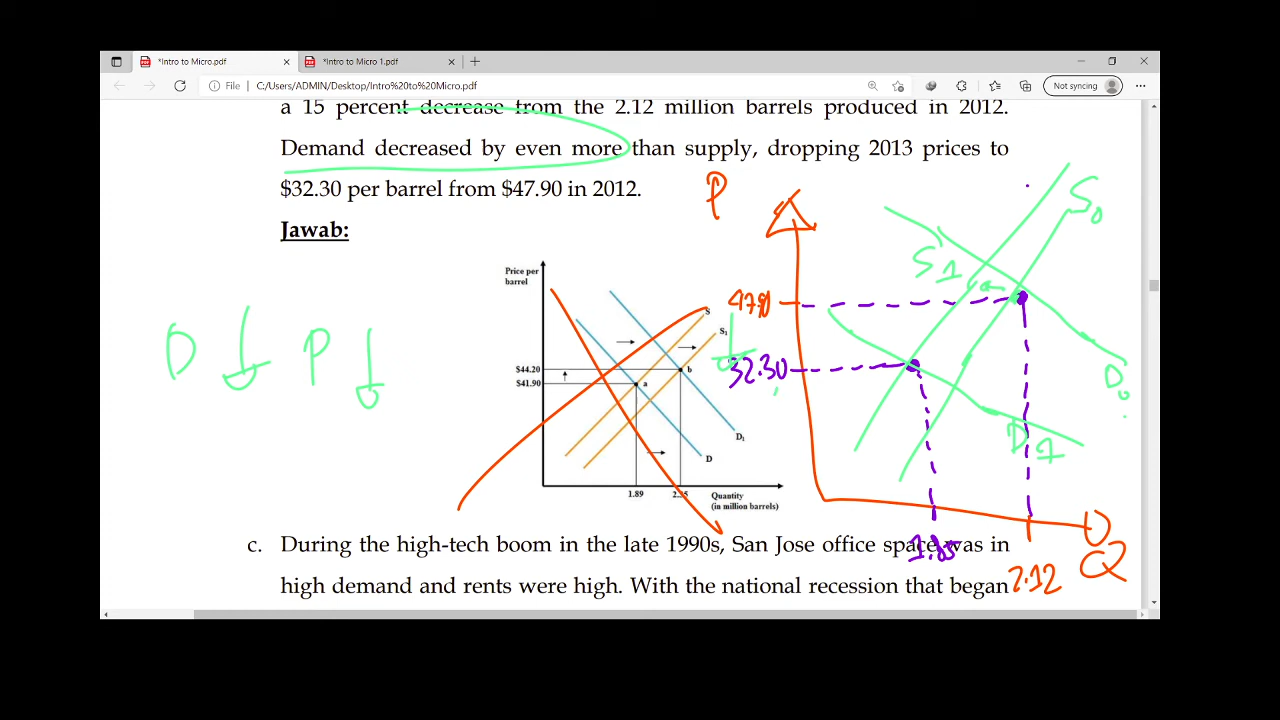 *Intro to Micro.pdf
*Intro to Micro 1.pdf
File
C:/Users/ADMIN/Desktop/Intro%20to%20Micro.pdf
Not syncing
a 15 percent decrease from the 2.12 million barrels produced in 2012.
Demand decreased by even more than supply, dropping 2013 prices to
$32.30 per barrel from $47.90 in 2012.
Jawab:
P
S0
S1
47.90
32.30
D0
D1
1.85
2.12
Q
D ↓ P ↓
Price per
barrel
S
S1
$44.20
$41.90
b
a
D1
D
1.89
Quantity
(in million barrels)
c. During the high-tech boom in the late 1990s, San Jose office space was in
high demand and rents were high. With the national recession that began